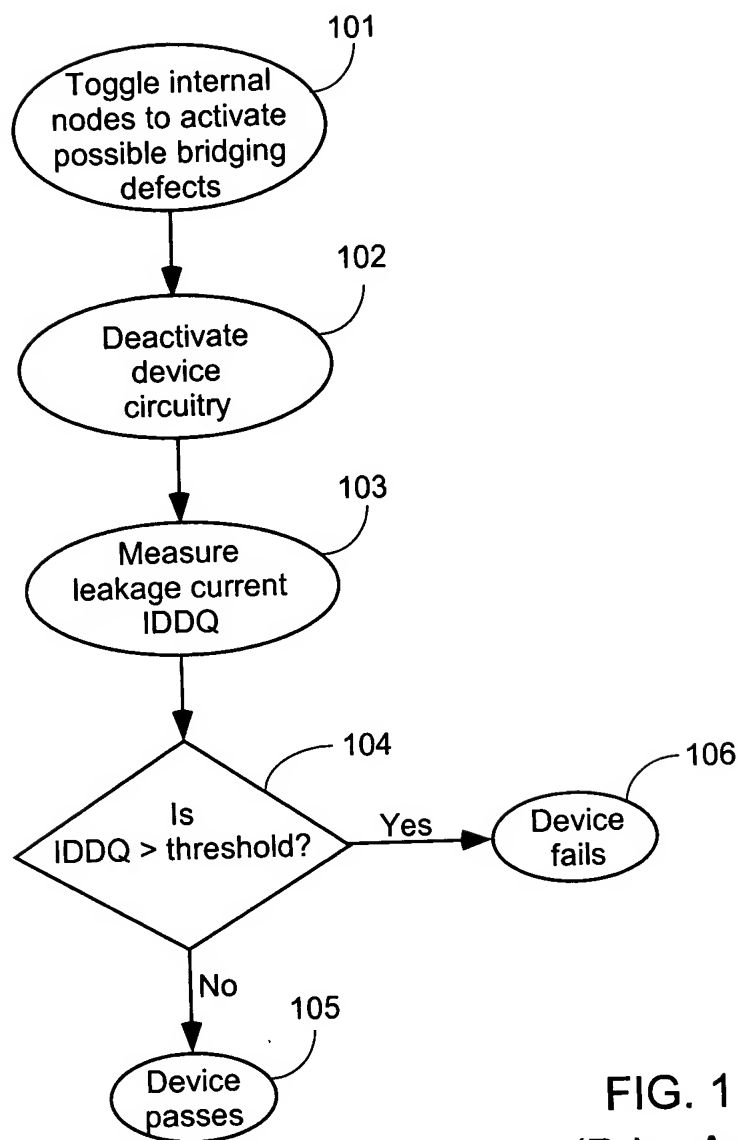 101
Toggle internal
nodes to activate
possible bridging
defects
102
Deactivate
device
circuitry
103
Measure
leakage current
IDDQ
104
Is
IDDQ > threshold?
Yes
106
Device
fails
No
105
Device
passes
FIG. 1